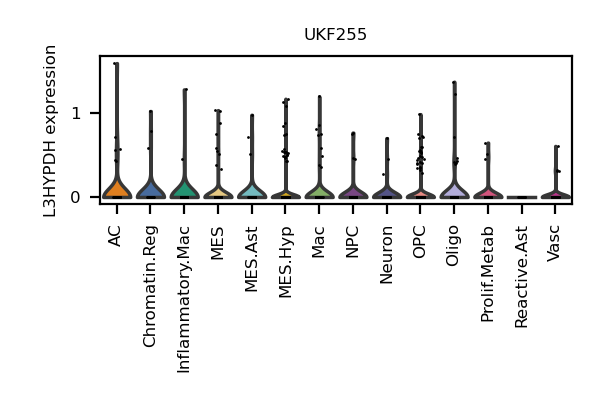 UKF255
L3HYPDH expression
1
0
AC
Chromatin.Reg
Inflammatory.Mac
MES
MES.Ast
MES.Hyp
Mac
NPC
Neuron
OPC
Oligo
Prolif.Metab
Reactive.Ast
Vasc